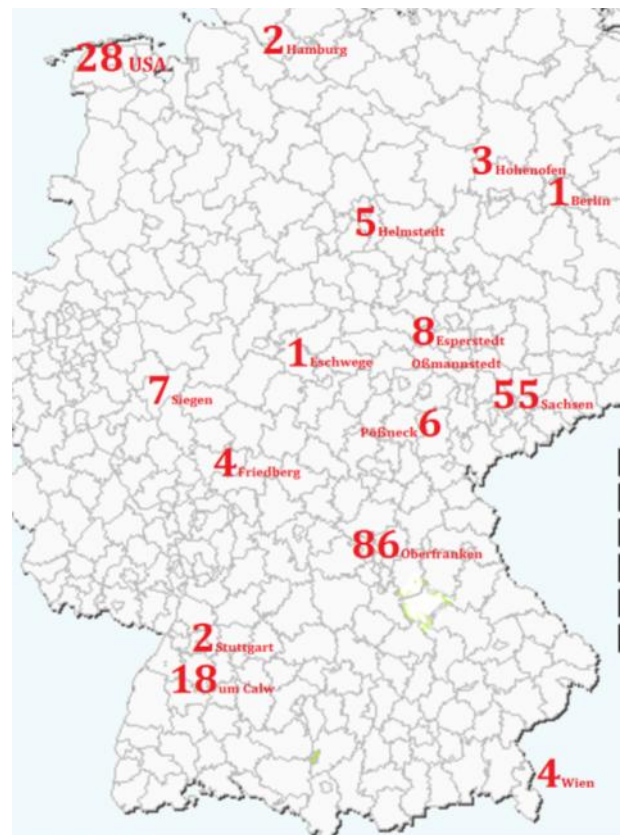 2 Hamburg
28 USA
3 Hohenofen
1 Berlin
5 Helmstedt
8 Esperstedt
Oßmannstedt
1 Eschwege
7 Siegen
55 Sachsen
Pößneck 6
4 Friedberg
86 Oberfranken
2 Stuttgart
18 um Calw
4 Wien